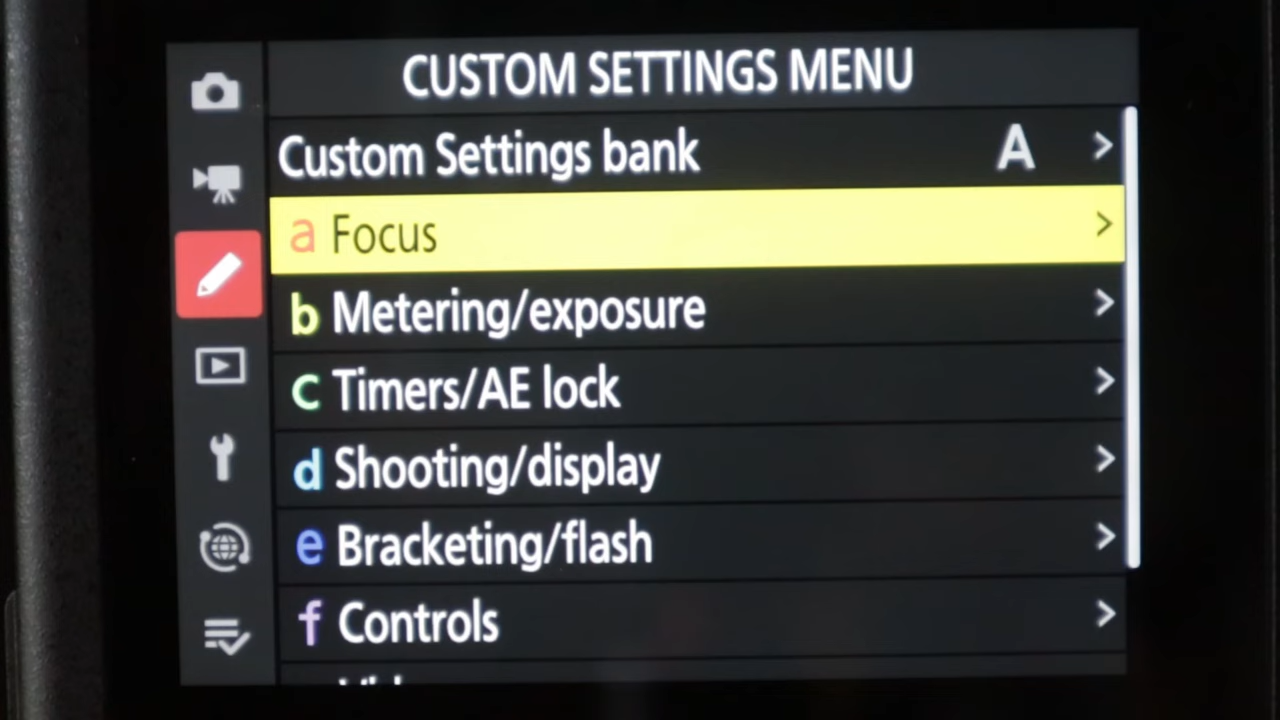 CUSTOM SETTINGS MENU
Custom Settings bank A >
a Focus >
b Metering/exposure >
c Timers/AE lock >
d Shooting/display >
e Bracketing/flash >
f Controls >